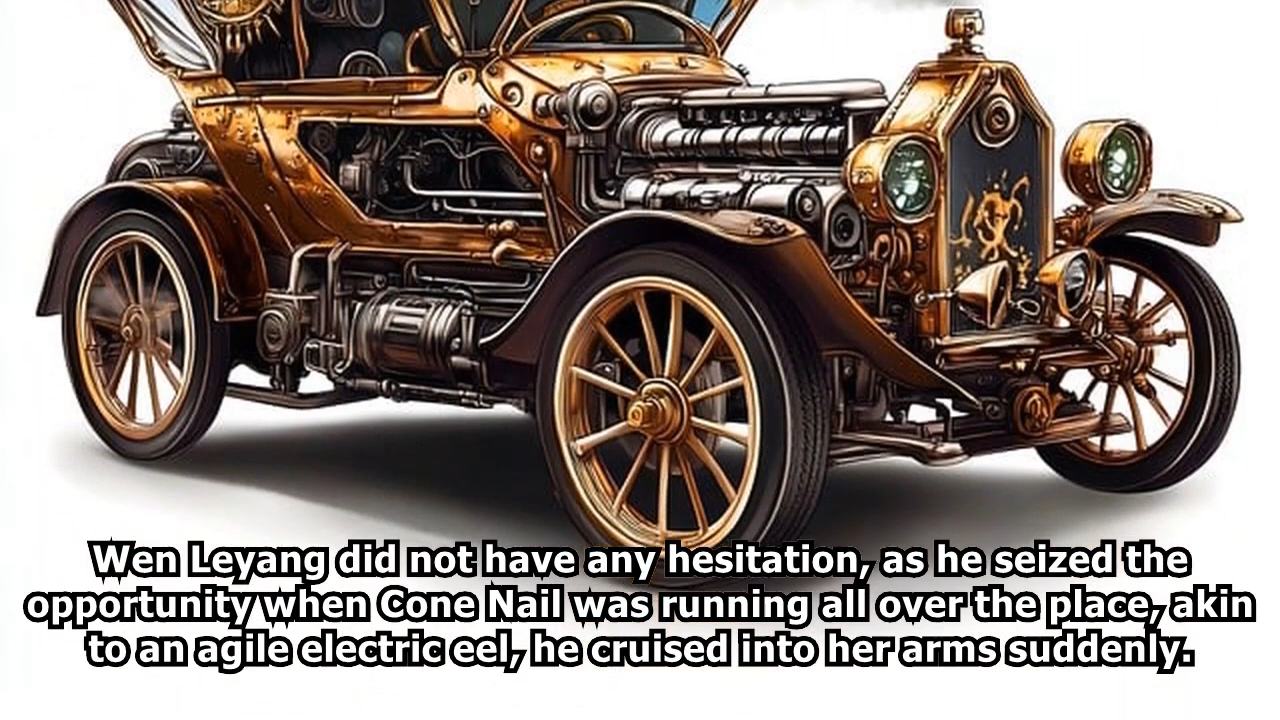 Wen Leyang did not have any hesitation, as he seized the
opportunity when Cone Nail was running all over the place, akin
to an agile electric eel, he cruised into her arms suddenly.